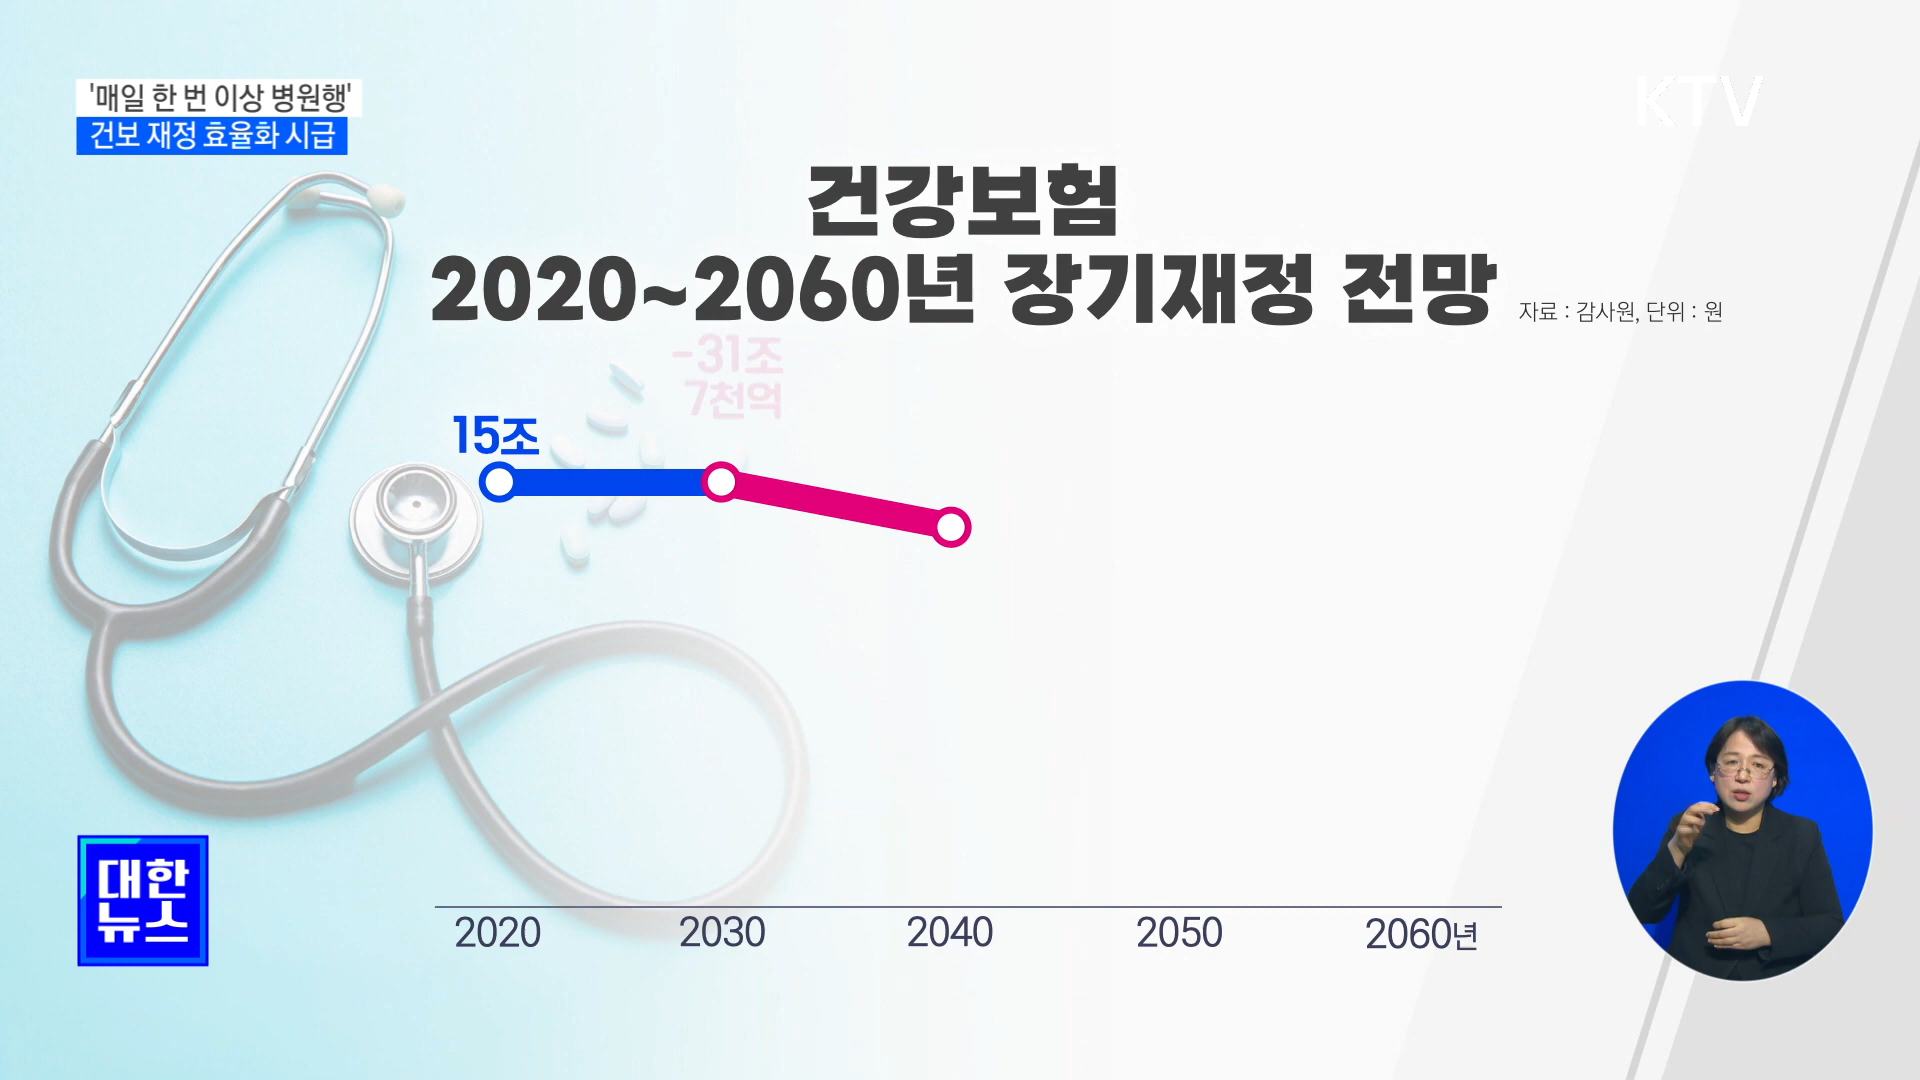 '매일 한 번 이상 병원행'
건보 재정 효율화 시급
KTV
건강보험
2020~2060년 장기재정 전망
자료 : 감사원, 단위 : 원
-31조
7천억
15조
2020 2030 2040 2050 2060년
대한
뉴스